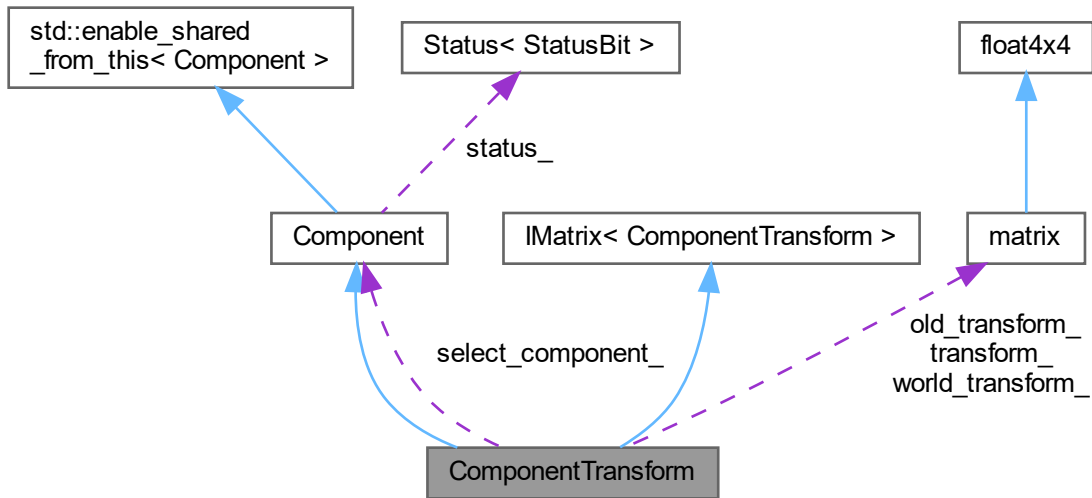 std::enable_shared
_from_this< Component >
Status< StatusBit >
float4x4
status_
Component
IMatrix< ComponentTransform >
matrix
select_component_
old_transform_
transform_
world_transform_
ComponentTransform